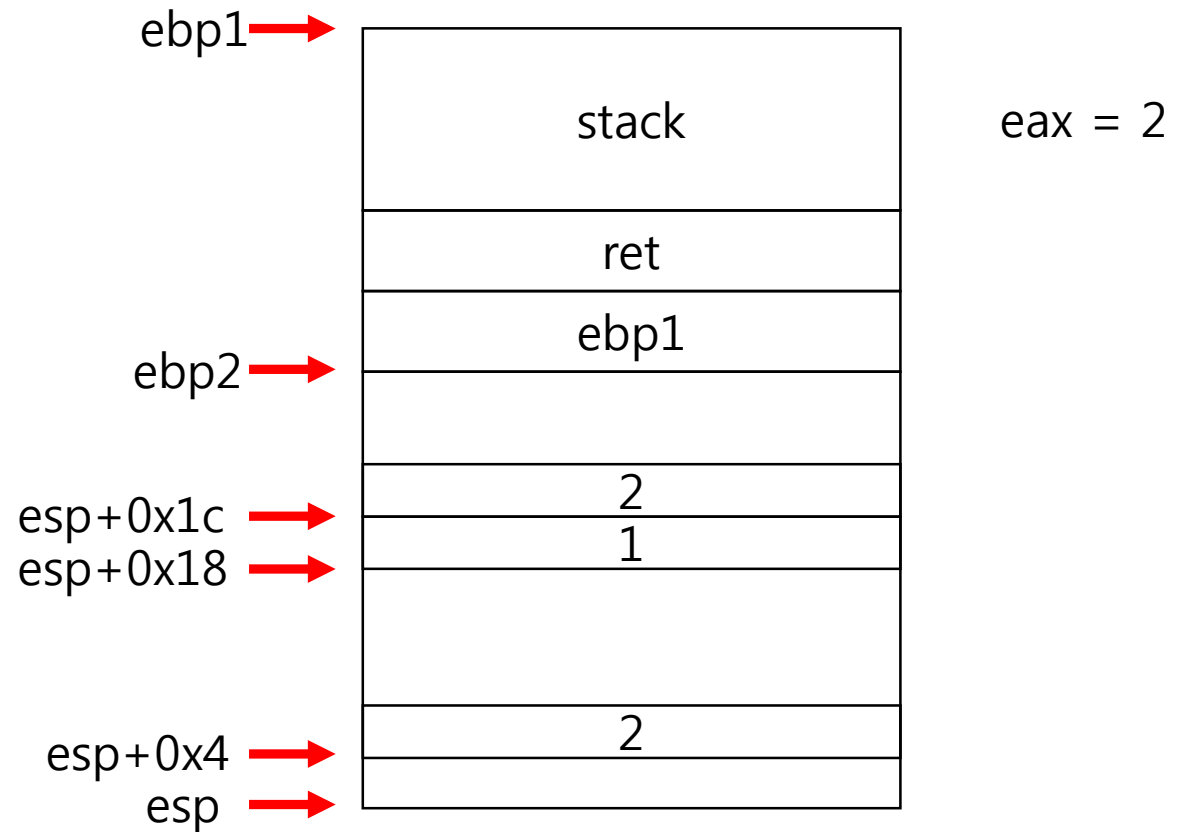 ebp1
stack
eax = 2
ret
ebp1
ebp2
2
esp+0x1c
1
esp+0x18
2
esp+0x4
esp